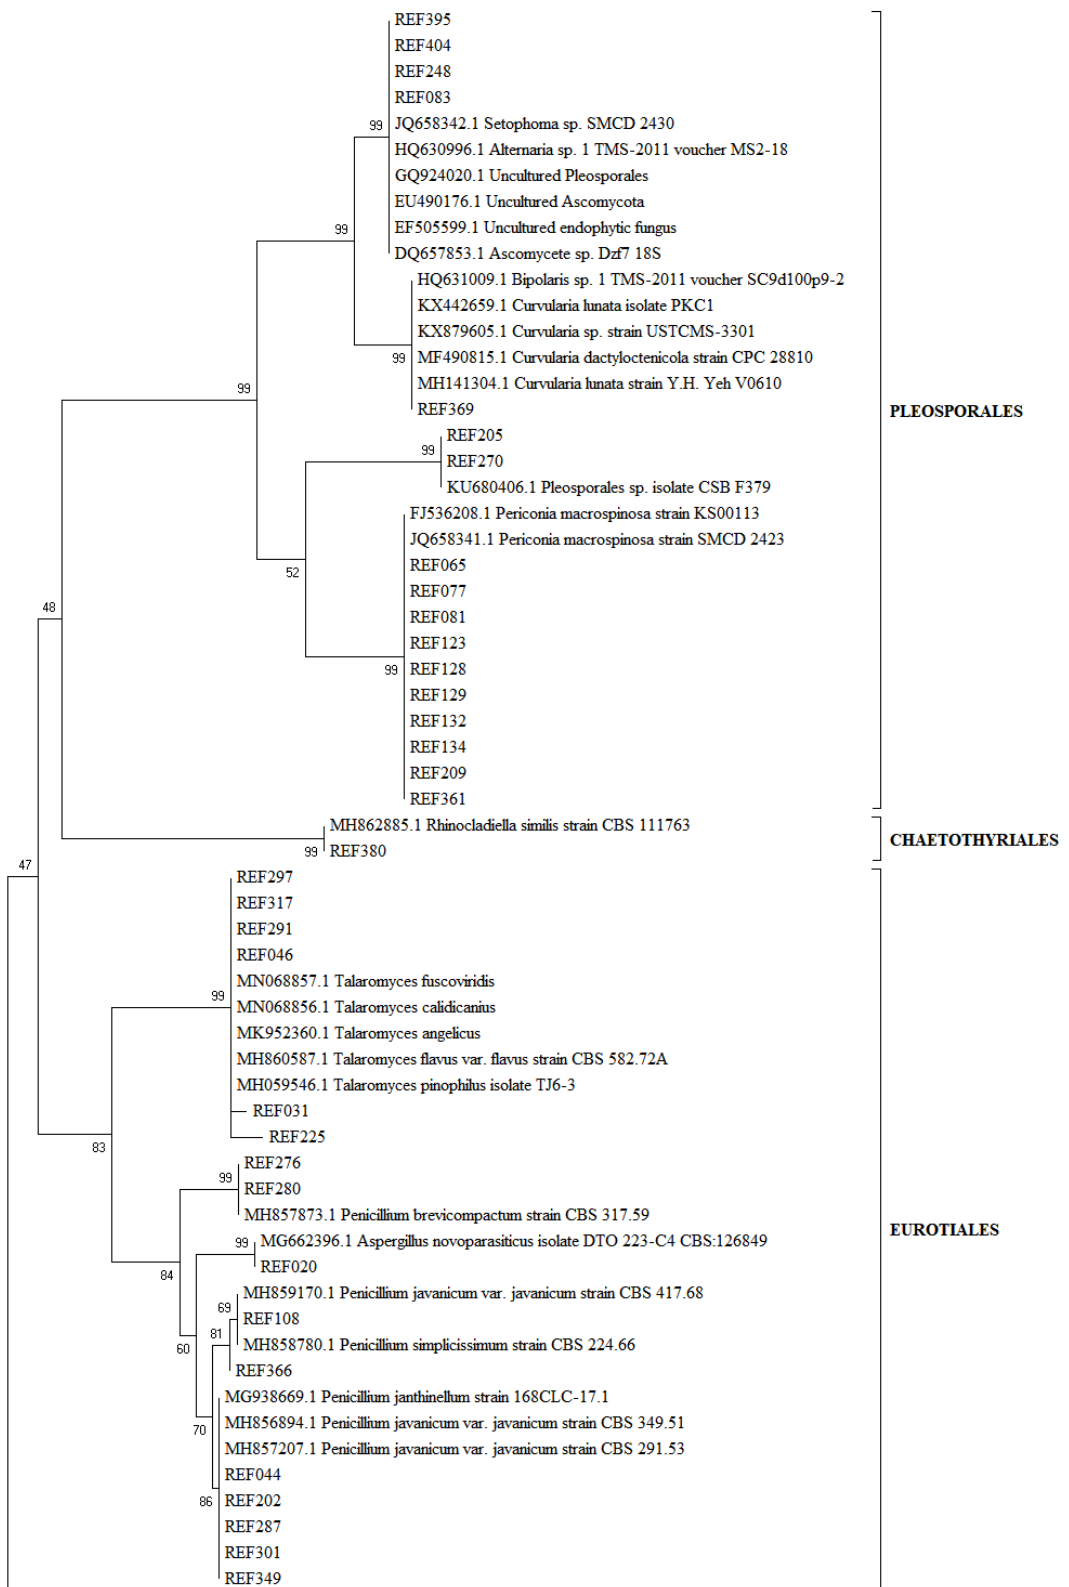 REF395
REF404
REF248
REF083
99
JQ658342.1 Setophoma sp. SMCD 2430
HQ630996.1 Alternaria sp. 1 TMS-2011 voucher MS2-18
GQ924020.1 Uncultured Pleosporales
EU490176.1 Uncultured Ascomycota
99
EF505599.1 Uncultured endophytic fungus
DQ657853.1 Ascomycete sp. Dzf7 18S
HQ631009.1 Bipolaris sp. 1 TMS-2011 voucher SC9d100p9-2
KX442659.1 Curvularia lunata isolate PKC1
KX879605.1 Curvularia sp. strain USTCMS-3301
99
MF490815.1 Curvularia dactyloctenicola strain CPC 28810
MH141304.1 Curvularia lunata strain Y.H. Yeh V0610
99
REF369
PLEOSPORALES
REF205
99
REF270
KU680406.1 Pleosporales sp. isolate CSB F379
FJ536208.1 Periconia macrospinosa strain KS00113
JQ658341.1 Periconia macrospinosa strain SMCD 2423
REF065
52
REF077
48
REF081
REF123
99
REF128
REF129
REF132
REF134
REF209
REF361
MH862885.1 Rhinocladiella similis strain CBS 111763
CHAETOTHYRIALES
99
REF380
47
REF297
REF317
REF291
REF046
MN068857.1 Talaromyces fuscoviridis
99
MN068856.1 Talaromyces calidicanius
MK952360.1 Talaromyces angelicus
MH860587.1 Talaromyces flavus var. flavus strain CBS 582.72A
MH059546.1 Talaromyces pinophilus isolate TJ6-3
REF031
REF225
83
REF276
99
REF280
MH857873.1 Penicillium brevicompactum strain CBS 317.59
EUROTIALES
99
MG662396.1 Aspergillus novoparasiticus isolate DTO 223-C4 CBS:126849
REF020
84
MH859170.1 Penicillium javanicum var. javanicum strain CBS 417.68
69
REF108
81
MH858780.1 Penicillium simplicissimum strain CBS 224.66
60
REF366
MG938669.1 Penicillium janthinellum strain 168CLC-17.1
MH856894.1 Penicillium javanicum var. javanicum strain CBS 349.51
70
MH857207.1 Penicillium javanicum var. javanicum strain CBS 291.53
REF044
86
REF202
REF287
REF301
REF349